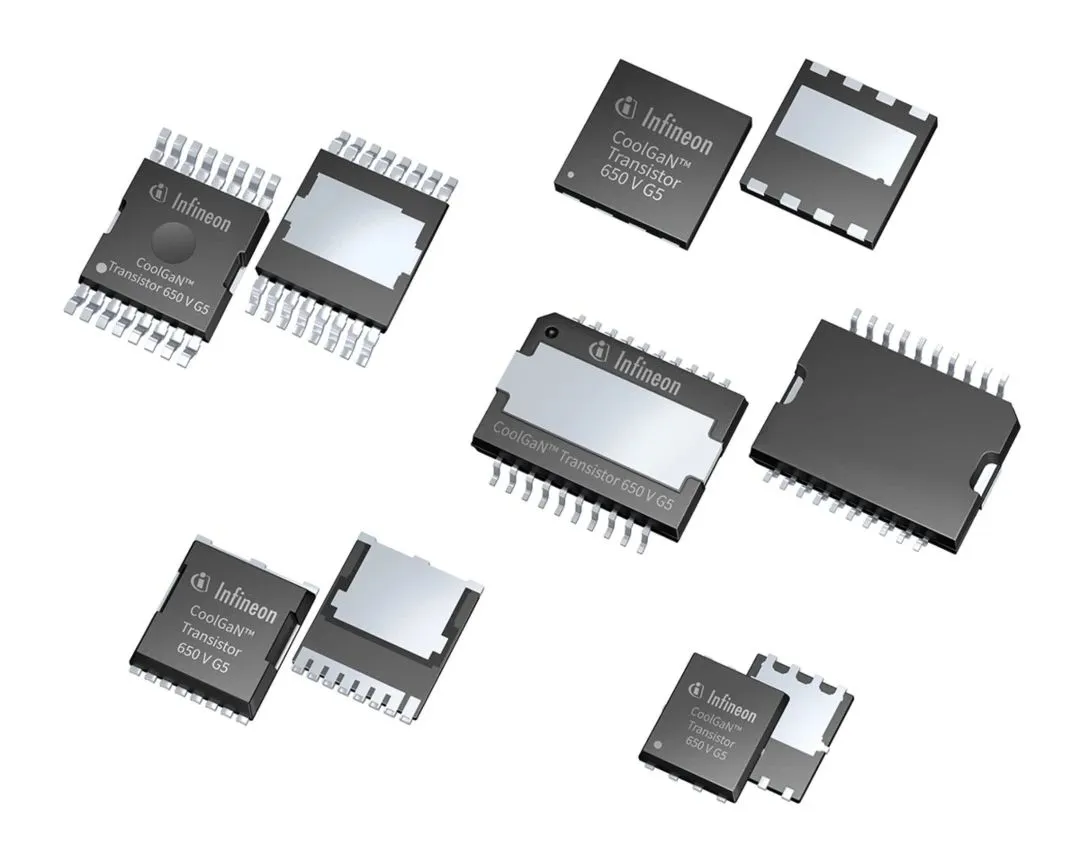 Infineon
CoolGaN™
Transistor
650 V G5
Infineon
CoolGaN™
Transistor 650 V G5
Infineon
CoolGaN™ Transistor 650 V G5
Infineon
CoolGaN™
Transistor
650 V G5
Infineon
CoolGaN™
Transistor
650 V G5